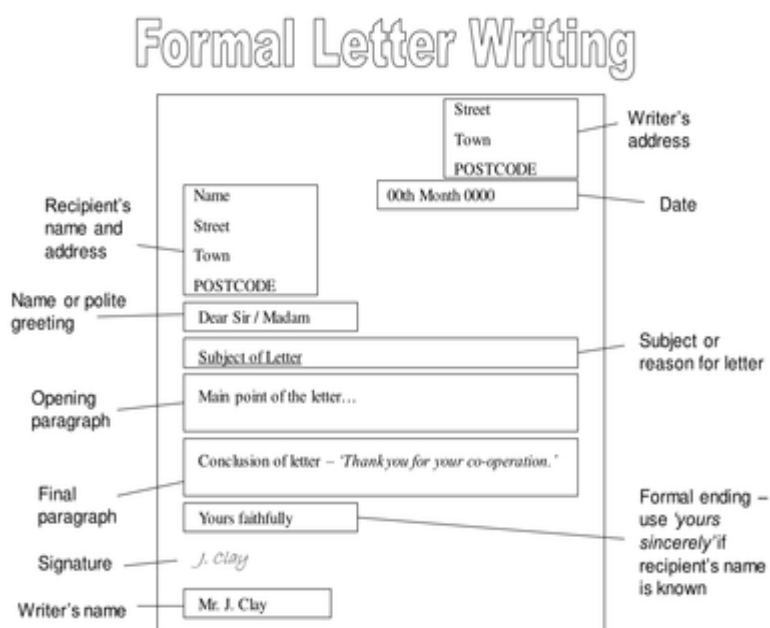 Formal Letter Writing
Street
Town
POSTCODE
Writer's
address
00th Month 0000
Date
Recipient's
name and
address
Name
Street
Town
POSTCODE
Name or polite
greeting
Dear Sir / Madam
Subject of Letter
Subject or
reason for letter
Opening
paragraph
Main point of the letter…
Final
paragraph
Conclusion of letter – 'Thank you for your co-operation.'
Yours faithfully
Formal ending –
use 'yours
sincerely' if
recipient's name
is known
Signature
J. Clay
Writer's name
Mr. J. Clay